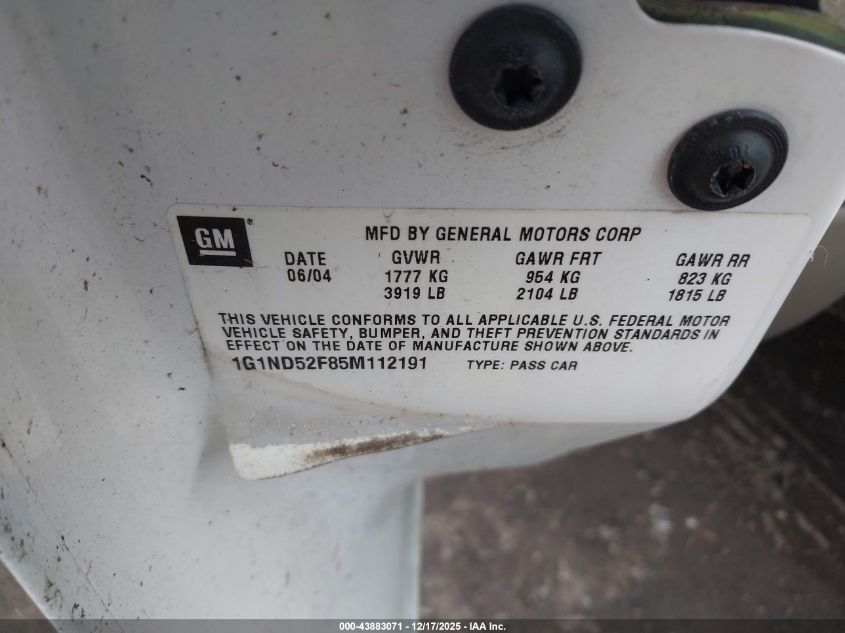 GM®
MFD BY GENERAL MOTORS CORP
DATE GVWR GAWR FRT GAWR RR
06/04 1777 KG 954 KG 823 KG
3919 LB 2104 LB 1815 LB
THIS VEHICLE CONFORMS TO ALL APPLICABLE U.S. FEDERAL MOTOR
VEHICLE SAFETY, BUMPER, AND THEFT PREVENTION STANDARDS IN
EFFECT ON THE DATE OF MANUFACTURE SHOWN ABOVE.
1G1ND52F85M112191 TYPE: PASS CAR
000-43883071 - 12/17/2025 - IAA Inc.